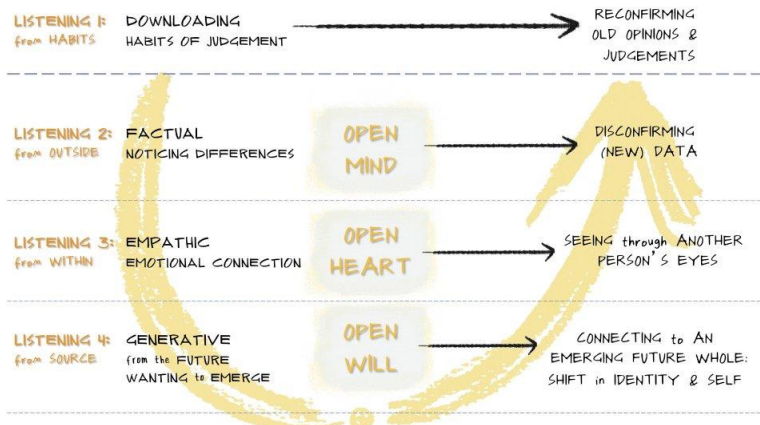 LISTENING 1: DOWNLOADING
from HABITS HABITS OF JUDGEMENT
RECONFIRMING
OLD OPINIONS &
JUDGEMENTS
LISTENING 2: FACTUAL
from OUTSIDE NOTICING DIFFERENCES
OPEN
MIND
DISCONFIRMING
(NEW) DATA
LISTENING 3: EMPATHIC
from WITHIN EMOTIONAL CONNECTION
OPEN
HEART
SEEING through ANOTHER
PERSON'S EYES
LISTENING 4: GENERATIVE
from SOURCE from the FUTURE
WANTING to EMERGE
OPEN
WILL
CONNECTING to AN
EMERGING FUTURE WHOLE:
SHIFT in IDENTITY & SELF